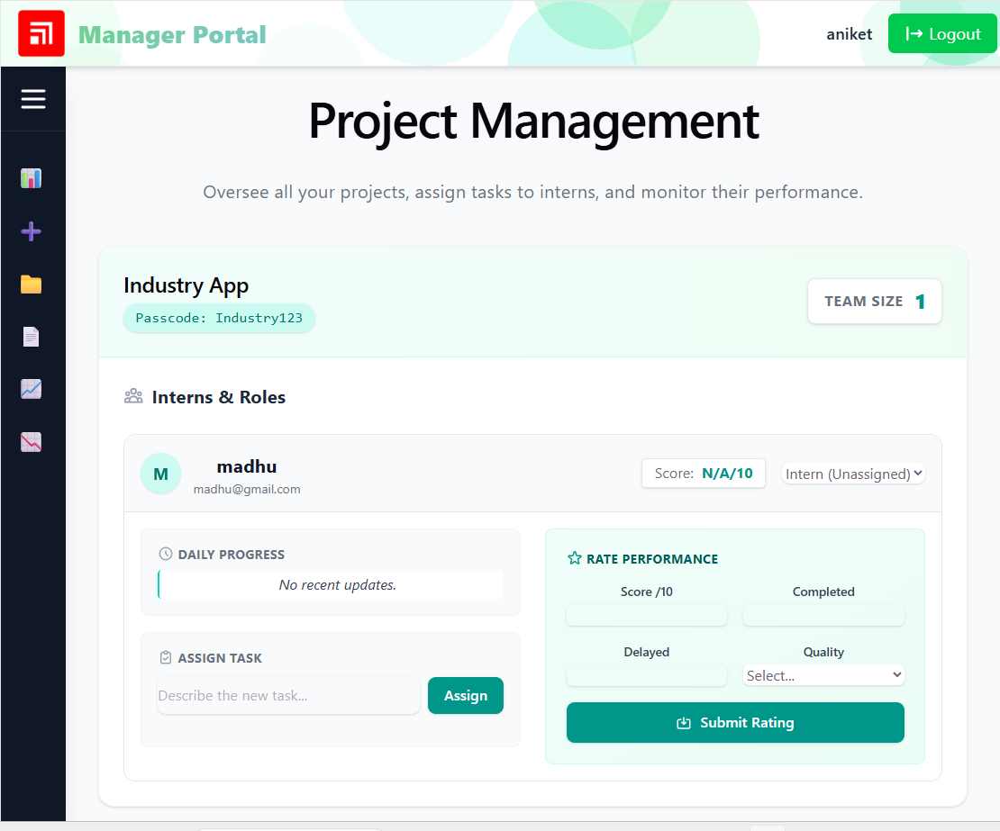 Manager Portal
aniket
Logout
Project Management
Oversee all your projects, assign tasks to interns, and monitor their performance.
Industry App
Passcode: Industry123
TEAM SIZE 1
Interns & Roles
M
madhu
madhu@gmail.com
Score: N/A/10
Intern (Unassigned)
DAILY PROGRESS
No recent updates.
ASSIGN TASK
Describe the new task...
Assign
RATE PERFORMANCE
Score /10
Completed
Delayed
Quality
Select...
Submit Rating